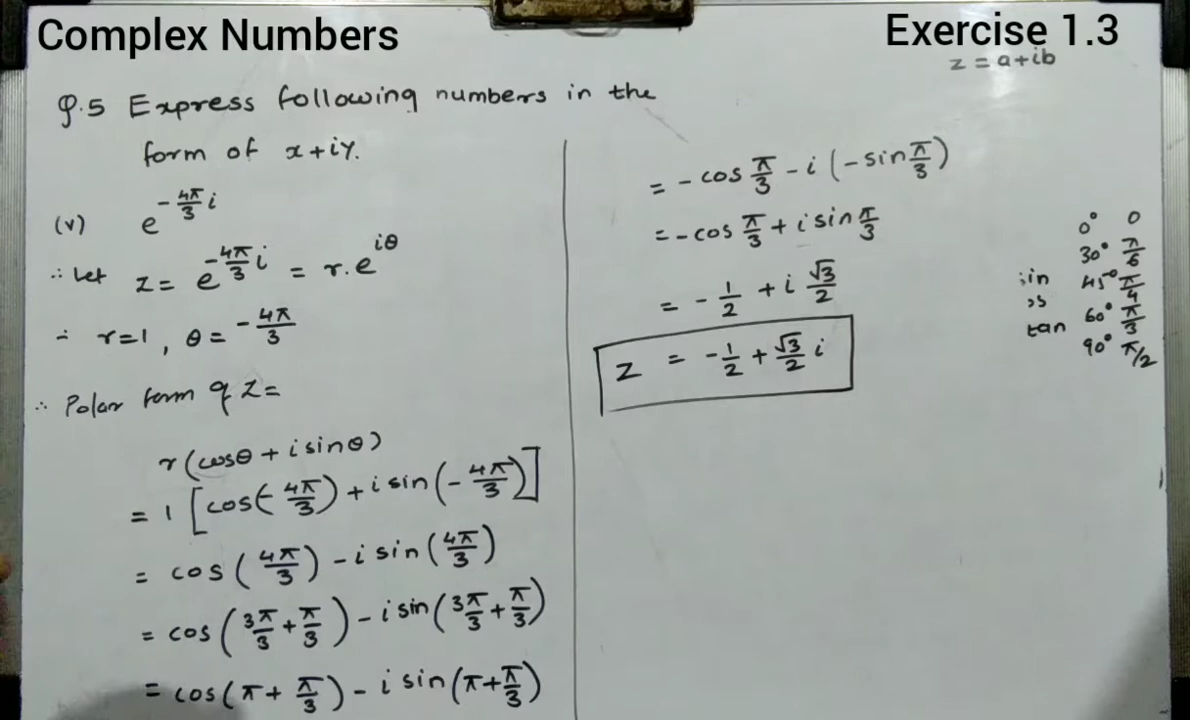 Complex Numbers
Exercise 1.3
z = a+ib
Q.5 Express following numbers in the
form of x+iy.
(v) e^{-4π/3 i}
∴ Let z = e^{-4π/3 i} = r.e^{iθ}
∴ r=1, θ = -4π/3
∴ Polar form of z=
r(cosθ + i sinθ)
= 1 [cos(-4π/3) + i sin(-4π/3)]
= cos(4π/3) - i sin(4π/3)
= cos(3π/3 + π/3) - i sin(3π/3 + π/3)
= cos(π + π/3) - i sin(π + π/3)
= - cos π/3 - i (- sin π/3)
= - cos π/3 + i sin π/3
= - 1/2 + i √3/2
z = - 1/2 + √3/2 i
0° 0
30° π/6
sin 45° π/4
os 60° π/3
tan 90° π/2